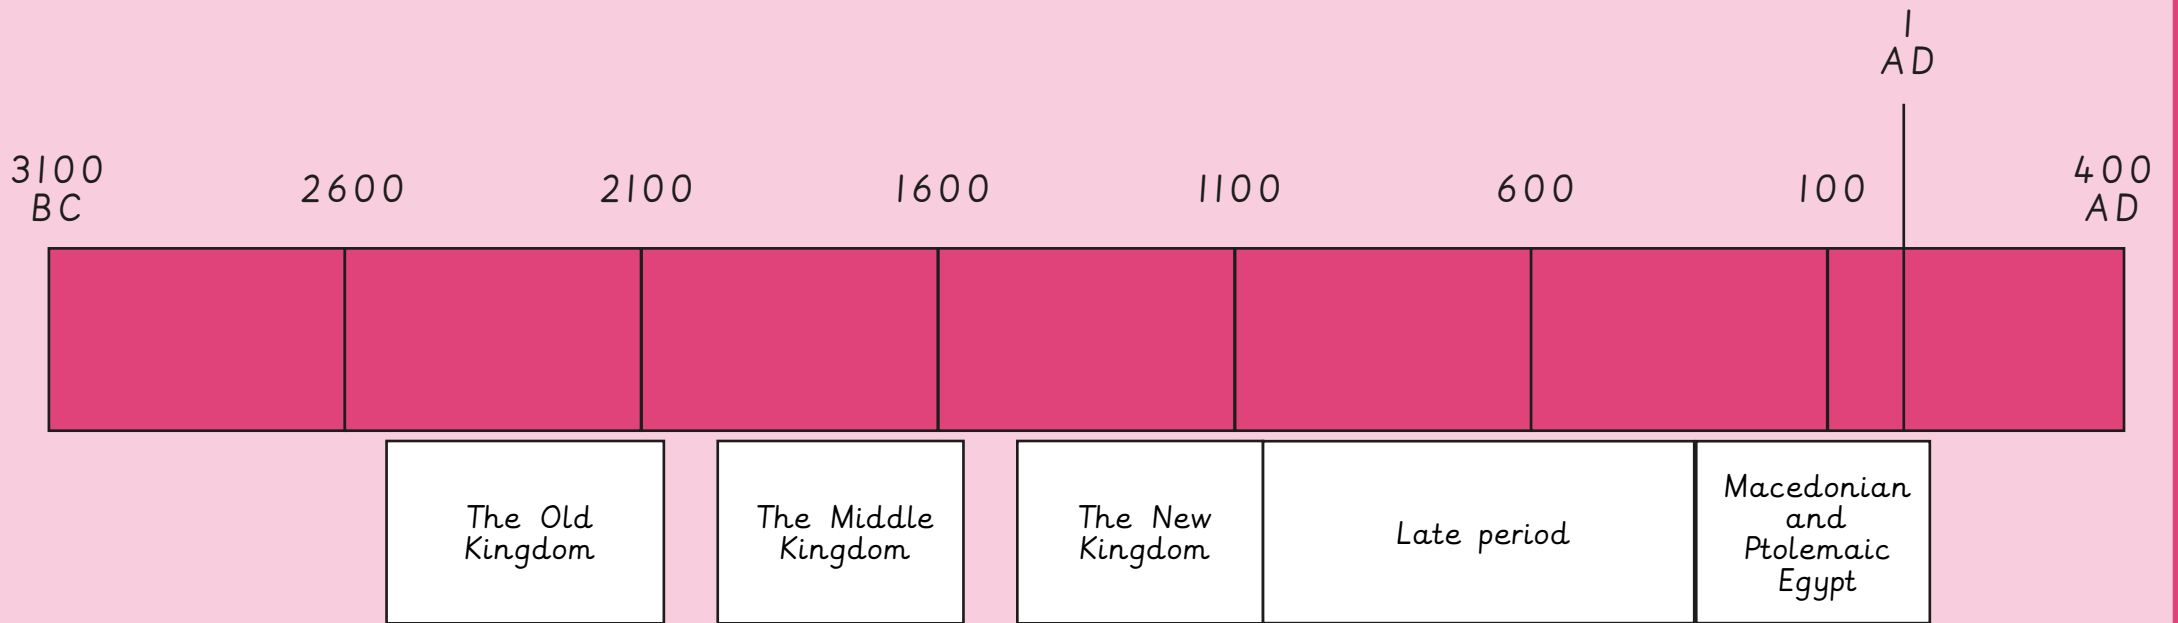 1
AD
3100
BC
2600
2100
1600
1100
600
100
400
AD
The Old
Kingdom
The Middle
Kingdom
The New
Kingdom
Late period
Macedonian
and
Ptolemaic
Egypt